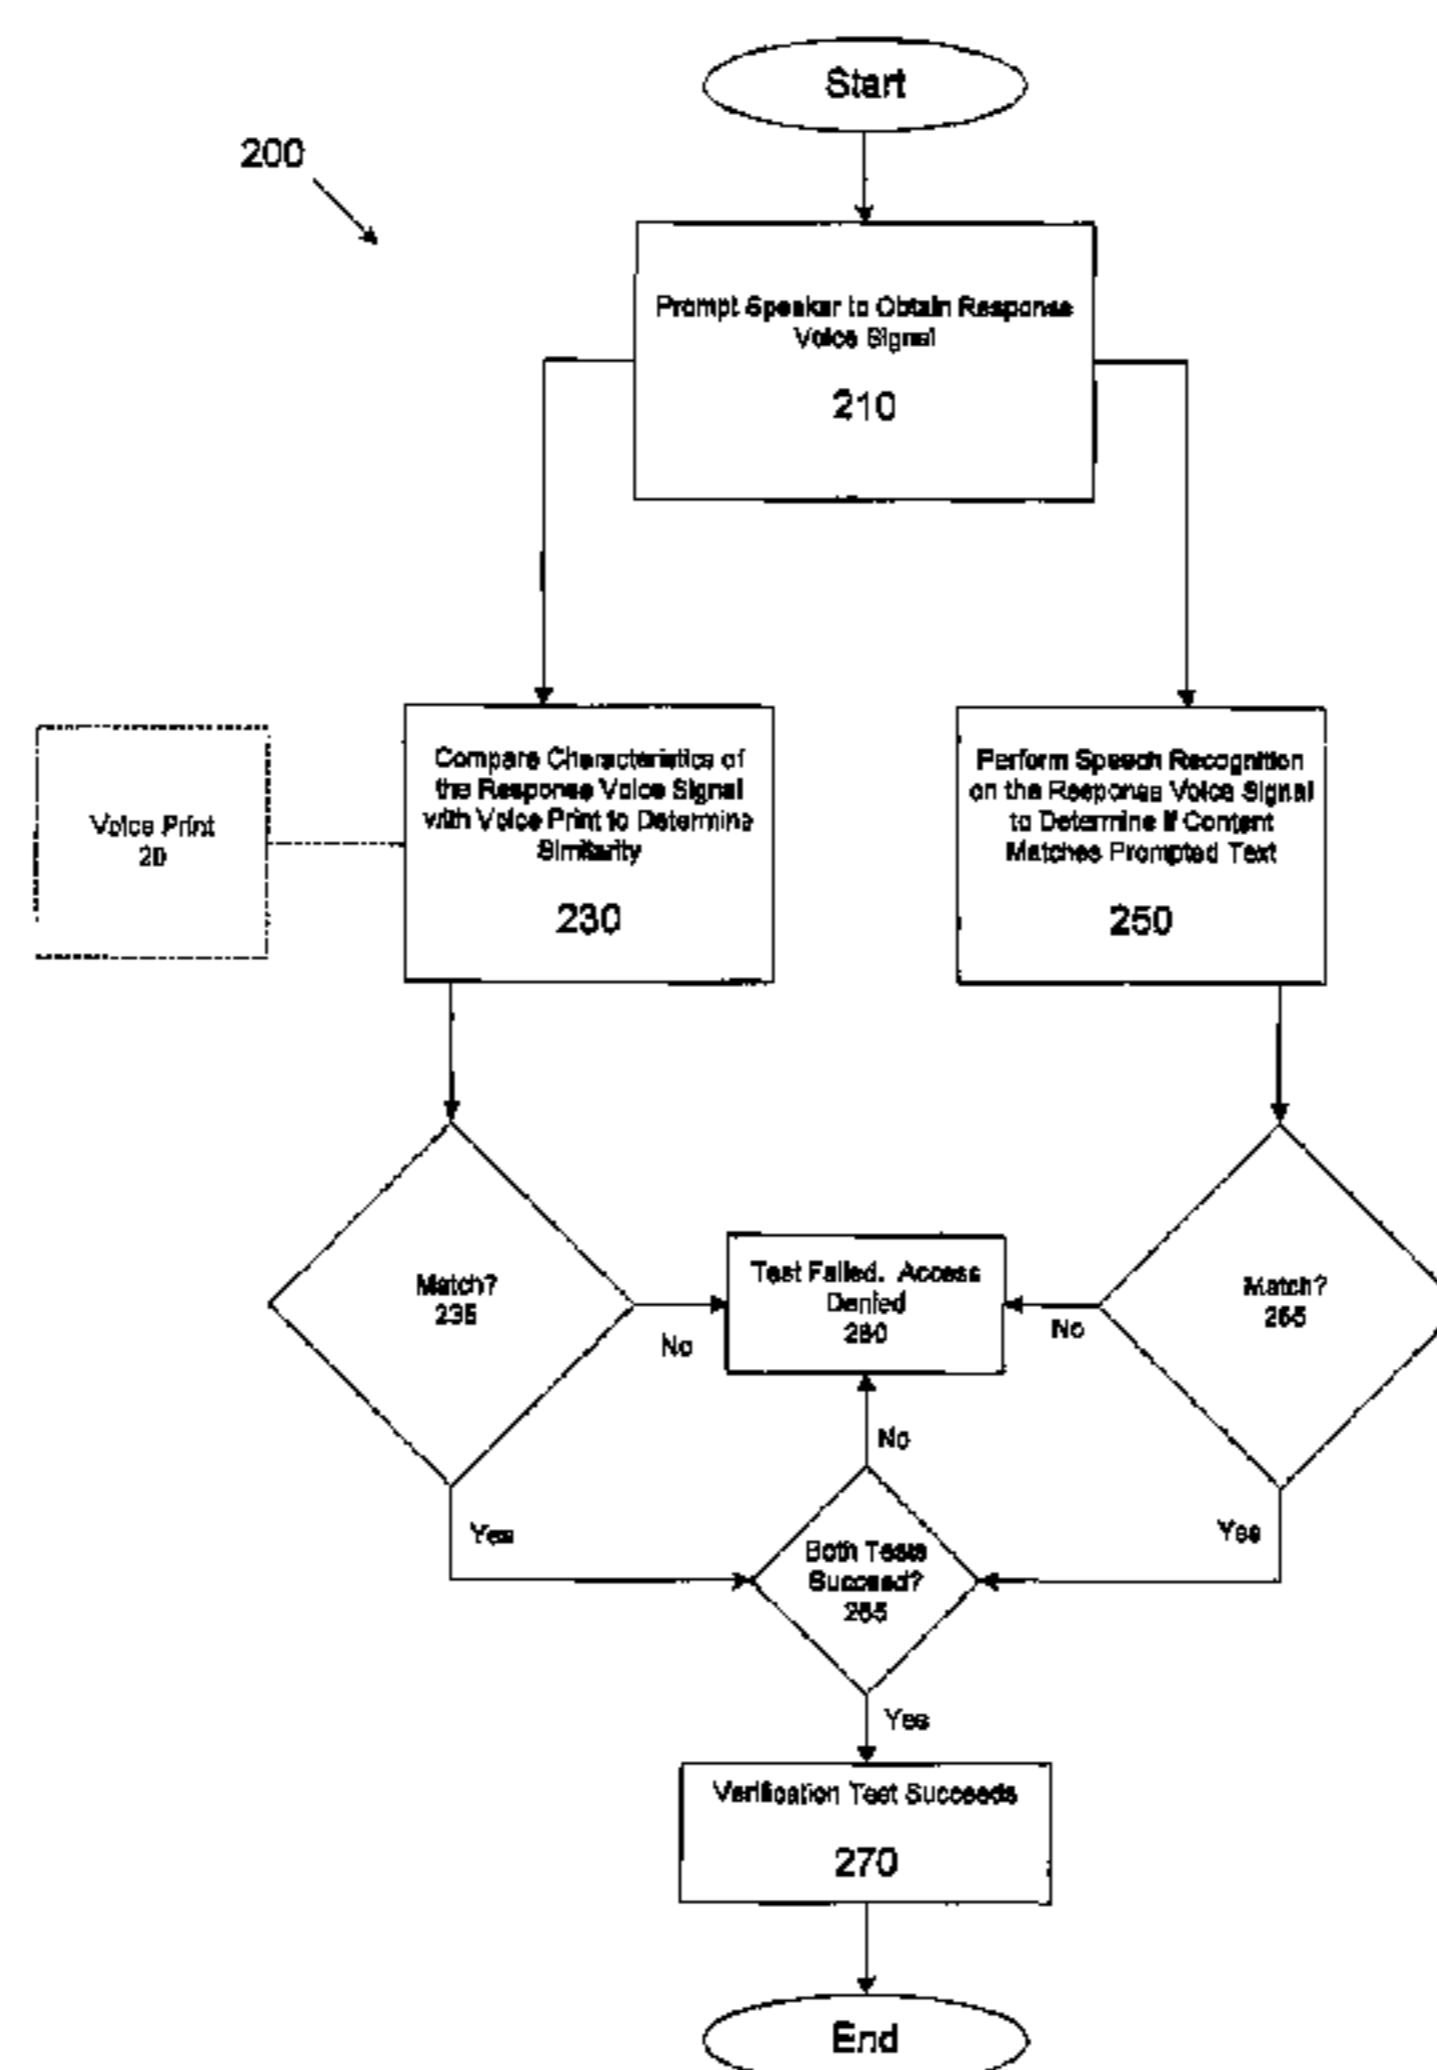 Start
200
Prompt Speaker to Obtain Response
Voice Signal
210
Voice Print
20
Compare Characteristics of
the Response Voice Signal
with Voice Print to Determine
Similarity
230
Perform Speech Recognition
on the Response Voice Signal
to Determine if Content
Matches Prompted Text
250
Match?
235
No
Test Failed. Access
Denied
280
No
Match?
255
No
Yes
Both Tests
Succeed?
265
Yes
Yes
Verification Test Succeeds
270
End